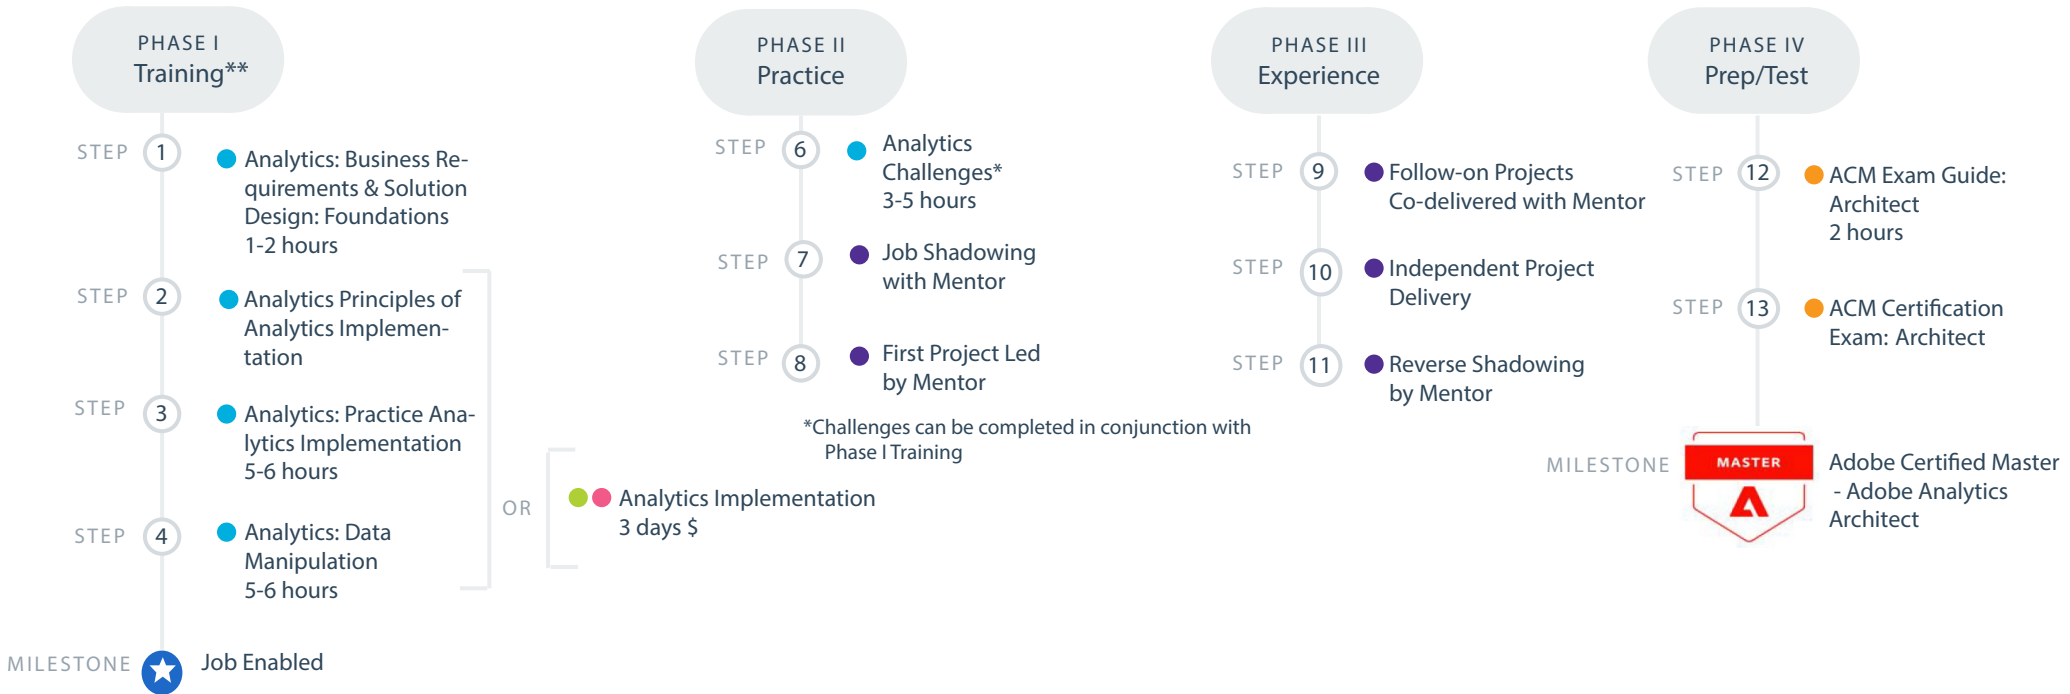 PHASE I
Training**
STEP 1
Analytics: Business Re-
quirements & Solution
Design: Foundations
1-2 hours
STEP 2
Analytics Principles of
Analytics Implemen-
tation
STEP 3
Analytics: Practice Ana-
lytics Implementation
5-6 hours
STEP 4
Analytics: Data
Manipulation
5-6 hours
OR
Analytics Implementation
3 days $
MILESTONE
Job Enabled
PHASE II
Practice
STEP 6
Analytics
Challenges*
3-5 hours
STEP 7
Job Shadowing
with Mentor
STEP 8
First Project Led
by Mentor
*Challenges can be completed in conjunction with
Phase I Training
PHASE III
Experience
STEP 9
Follow-on Projects
Co-delivered with Mentor
STEP 10
Independent Project
Delivery
STEP 11
Reverse Shadowing
by Mentor
PHASE IV
Prep/Test
STEP 12
ACM Exam Guide:
Architect
2 hours
STEP 13
ACM Certification
Exam: Architect
MILESTONE
MASTER
Adobe Certified Master
- Adobe Analytics
Architect